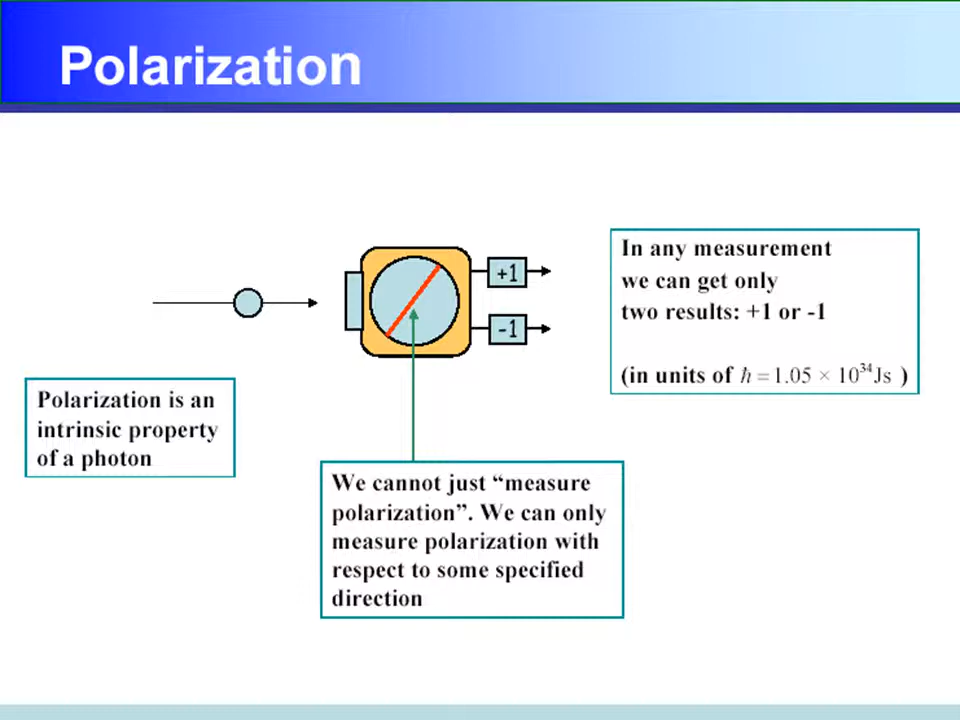 Polarization
+1
-1
In any measurement
we can get only
two results: +1 or -1
(in units of ℏ = 1.05 × 10³⁴Js )
Polarization is an
intrinsic property
of a photon
We cannot just “measure
polarization”. We can only
measure polarization with
respect to some specified
direction